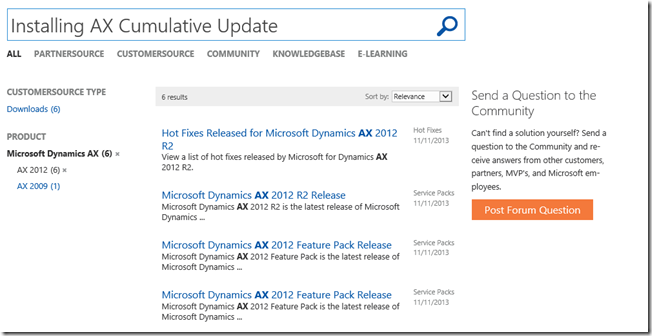 Installing AX Cumulative Update
ALL PARTNERSOURCE CUSTOMERSOURCE COMMUNITY KNOWLEDGEBASE E-LEARNING
CUSTOMERSOURCE TYPE
Downloads (6)
PRODUCT
Microsoft Dynamics AX (6) ×
AX 2012 (6) ×
AX 2009 (1)
6 results
Sort by: Relevance
Hot Fixes Released for Microsoft Dynamics AX 2012
R2
View a list of hot fixes released by Microsoft for Dynamics AX
2012 R2.
Hot Fixes
11/11/2013
Microsoft Dynamics AX 2012 R2 Release
Microsoft Dynamics AX 2012 R2 is the latest release of Microsoft
Dynamics ...
Service Packs
11/11/2013
Microsoft Dynamics AX 2012 Feature Pack Release
Microsoft Dynamics AX 2012 Feature Pack is the latest release of
Microsoft Dynamics ...
Service Packs
11/11/2013
Microsoft Dynamics AX 2012 Feature Pack Release
Microsoft Dynamics AX 2012 Feature Pack is the latest release of
Microsoft Dynamics ...
Service Packs
11/11/2013
Send a Question to the
Community
Can't find a solution yourself? Send a
question to the Community and re-
ceive answers from other customers,
partners, MVP's, and Microsoft em-
ployees.
Post Forum Question